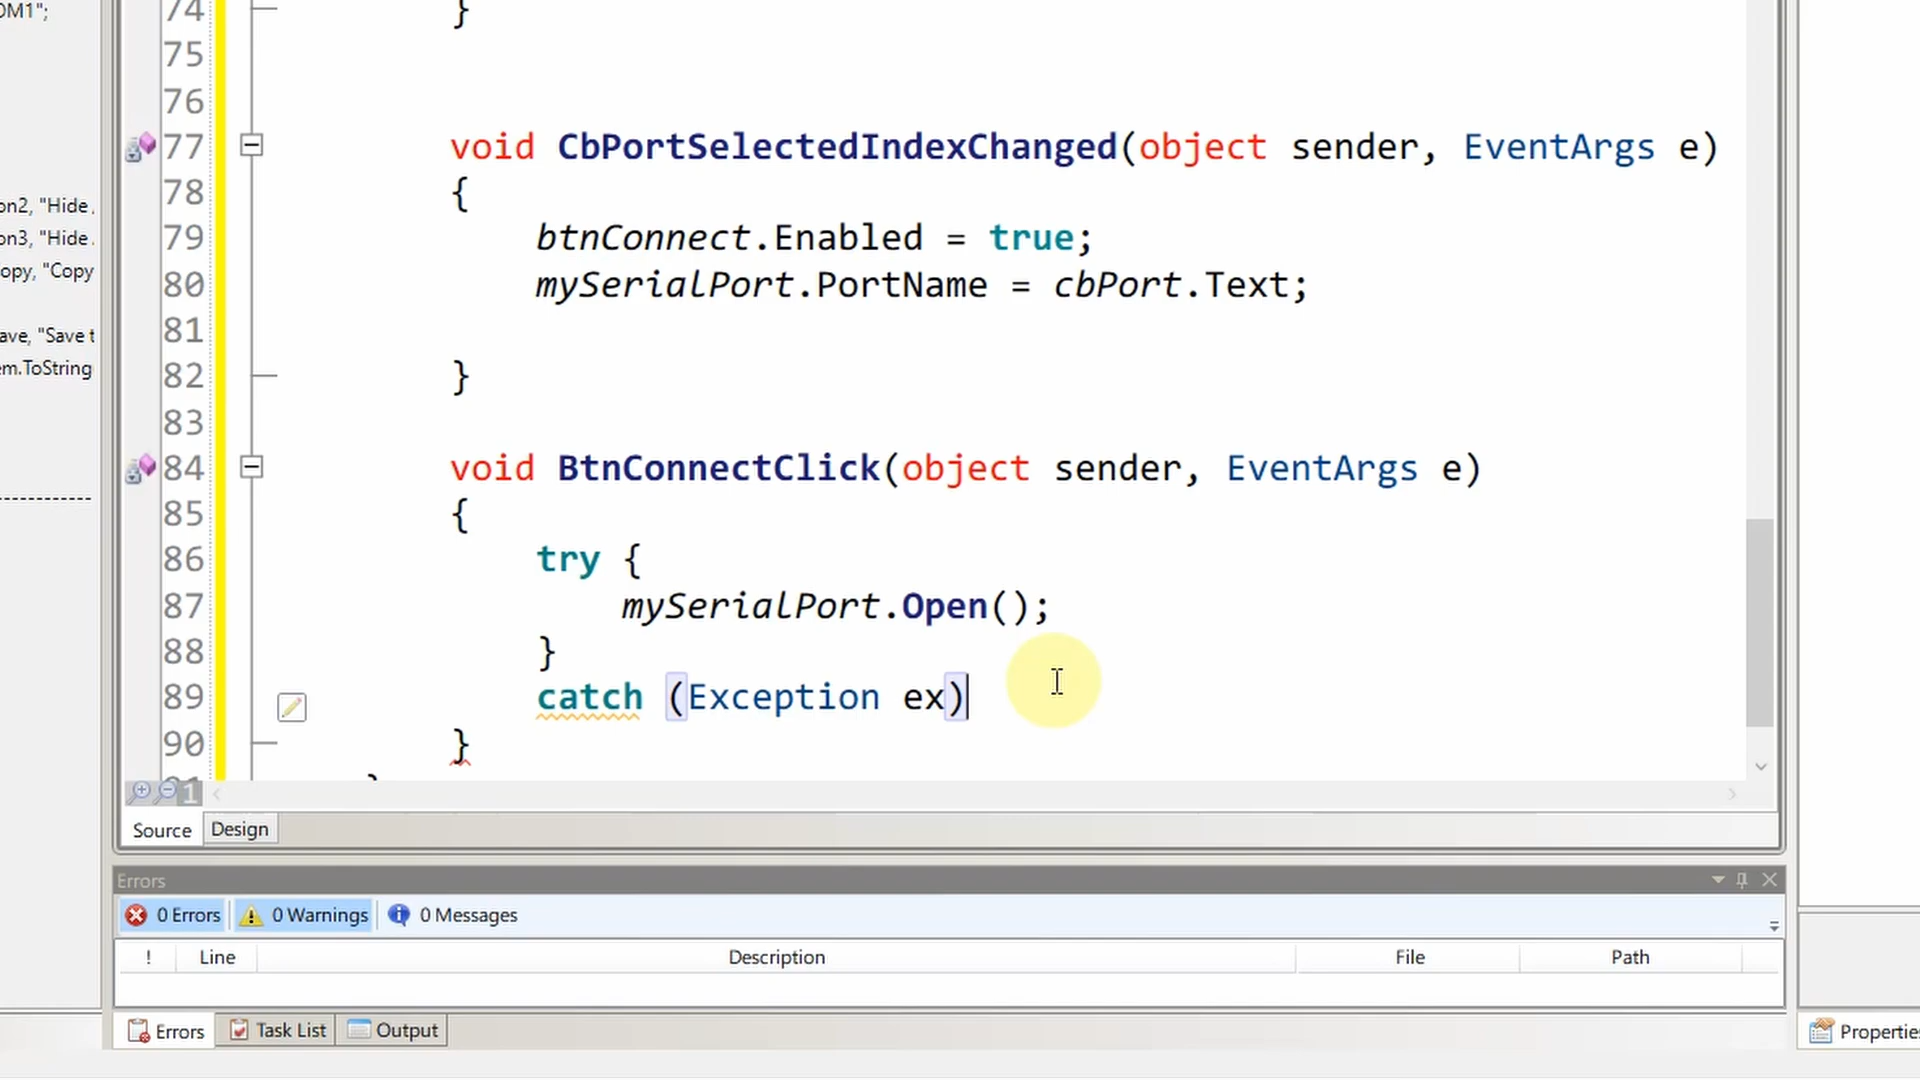 OM1";
on2, "Hide
on3, "Hide
opy, "Copy
ave, "Save t
em.ToString
------------
74 }
75
76
77 void CbPortSelectedIndexChanged(object sender, EventArgs e)
78 {
79 btnConnect.Enabled = true;
80 mySerialPort.PortName = cbPort.Text;
81
82 }
83
84 void BtnConnectClick(object sender, EventArgs e)
85 {
86 try {
87 mySerialPort.Open();
88 }
89 catch (Exception ex)
90 }
1
Source Design
Errors
0 Errors 0 Warnings 0 Messages
! Line Description File Path
Errors Task List Output
Propertie